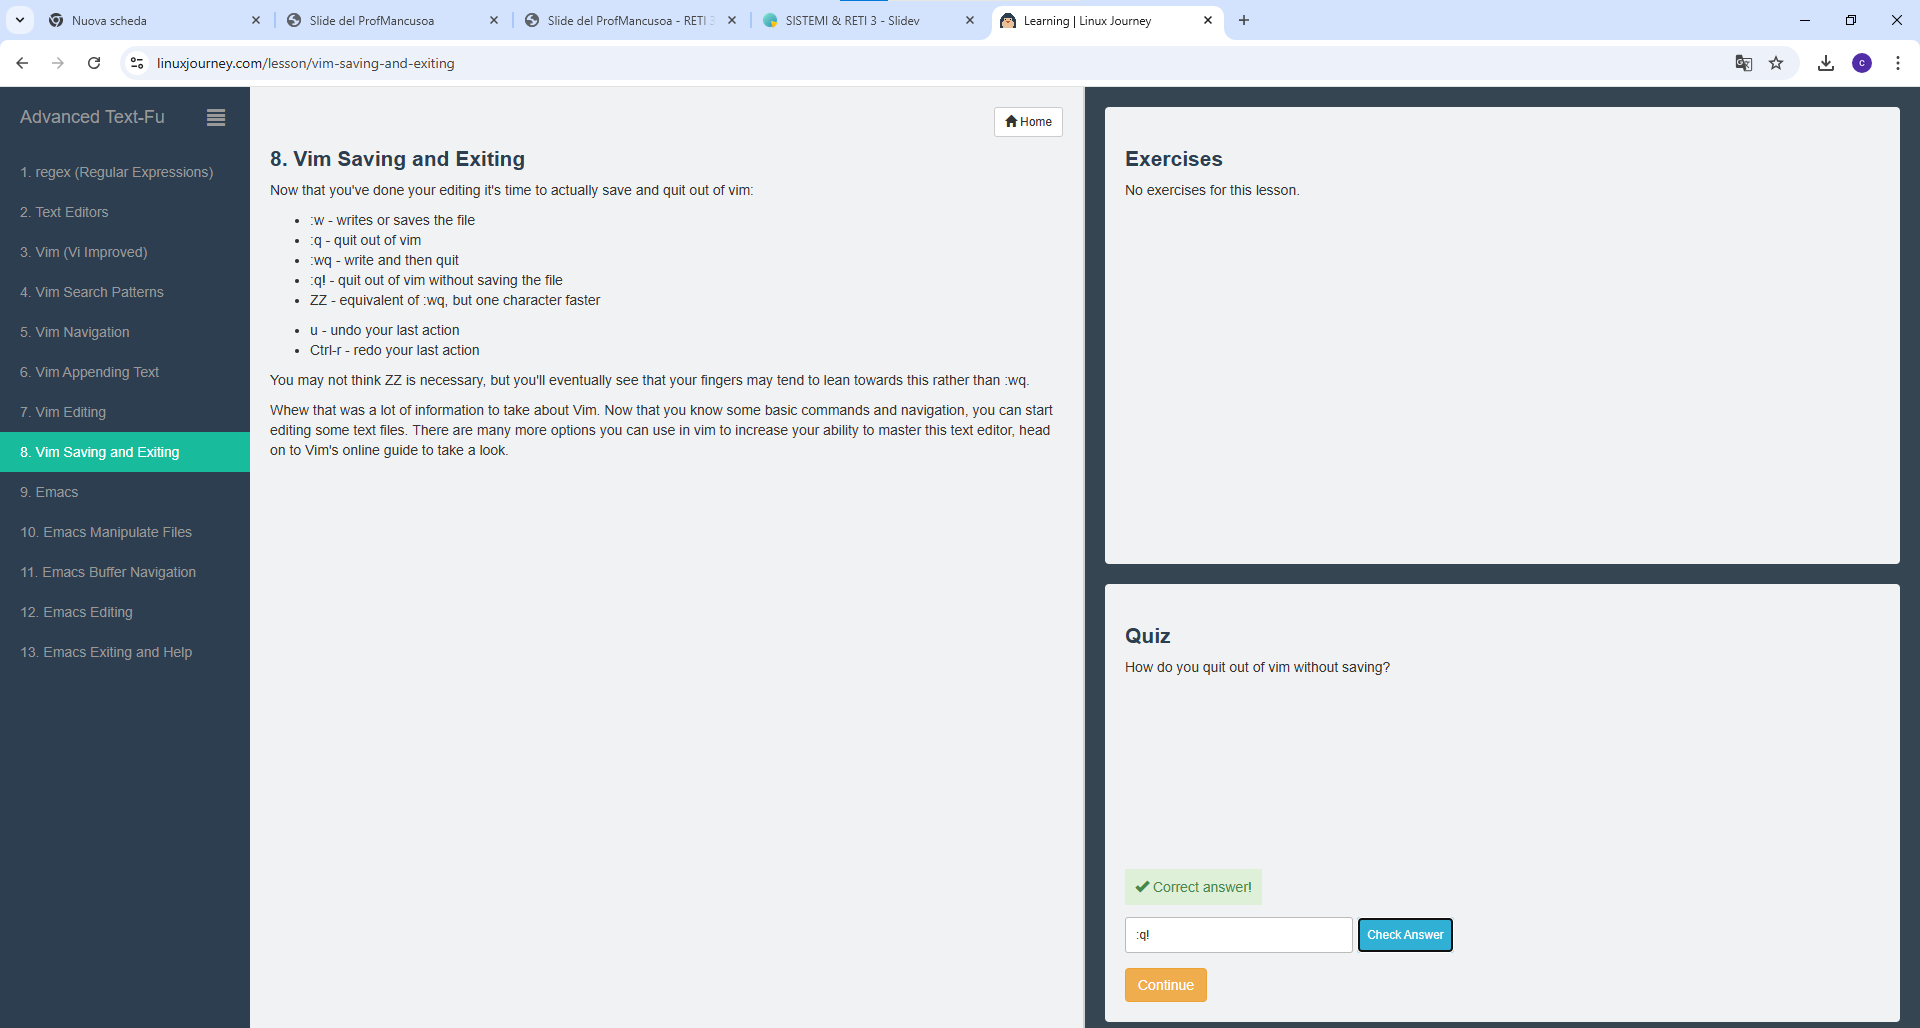 Nuova scheda
Slide del ProfMancusoa
Slide del ProfMancusoa - RETI 3
SISTEMI & RETI 3 - Slidev
Learning | Linux Journey
linuxjourney.com/lesson/vim-saving-and-exiting
c
Advanced Text-Fu
1. regex (Regular Expressions)
2. Text Editors
3. Vim (Vi Improved)
4. Vim Search Patterns
5. Vim Navigation
6. Vim Appending Text
7. Vim Editing
8. Vim Saving and Exiting
9. Emacs
10. Emacs Manipulate Files
11. Emacs Buffer Navigation
12. Emacs Editing
13. Emacs Exiting and Help
Home
8. Vim Saving and Exiting
Now that you've done your editing it's time to actually save and quit out of vim:
• :w - writes or saves the file
• :q - quit out of vim
• :wq - write and then quit
• :q! - quit out of vim without saving the file
• ZZ - equivalent of :wq, but one character faster
• u - undo your last action
• Ctrl-r - redo your last action
You may not think ZZ is necessary, but you'll eventually see that your fingers may tend to lean towards this rather than :wq.
Whew that was a lot of information to take about Vim. Now that you know some basic commands and navigation, you can start
editing some text files. There are many more options you can use in vim to increase your ability to master this text editor, head
on to Vim's online guide to take a look.
Exercises
No exercises for this lesson.
Quiz
How do you quit out of vim without saving?
Correct answer!
:q!
Check Answer
Continue